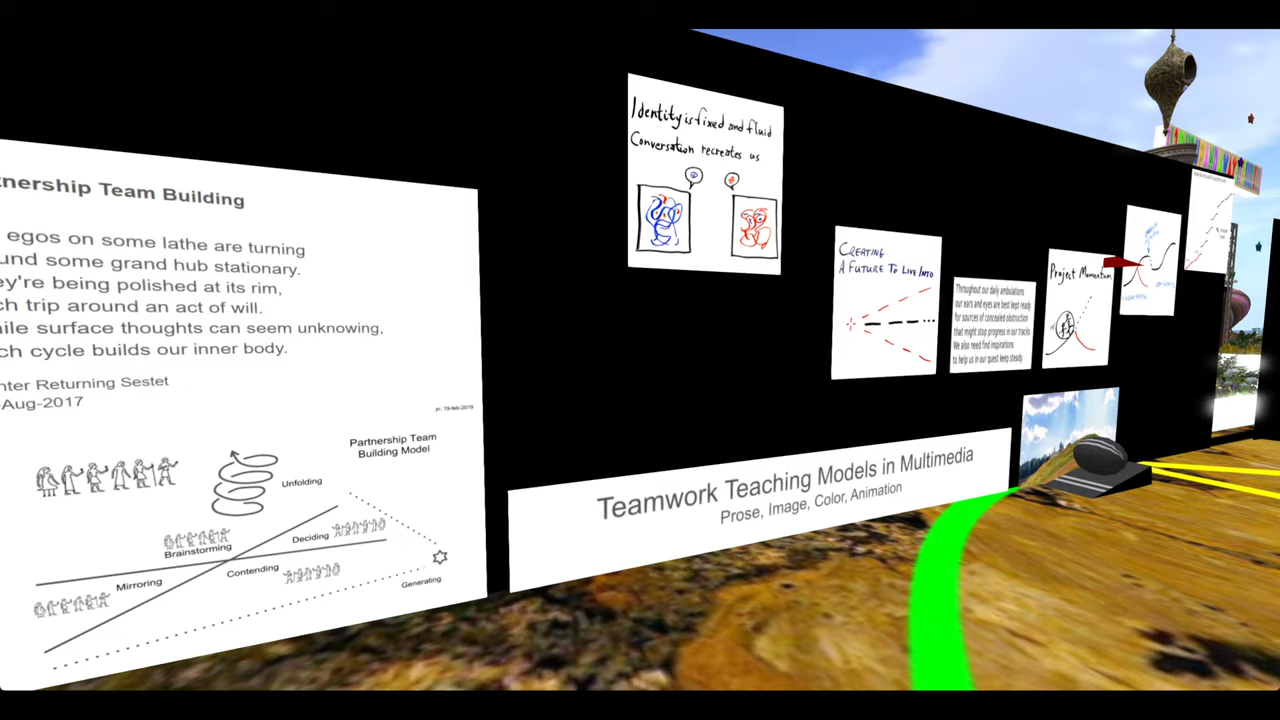 nership Team Building
egos on some lathe are turning
und some grand hub stationary.
ey're being polished at its rim,
ch trip around an act of will.
ile surface thoughts can seem unknowing,
ch cycle builds our inner body.
nter Returning Sestet
-Aug-2017
jn: 19-feb-2019
Partnership Team
Building Model
Unfolding
Brainstorming
Deciding
Mirroring
Contending
Generating
Identity is fixed and fluid
Conversation recreates us
Teamwork Teaching Models in Multimedia
Prose, Image, Color, Animation
CREATING
A FUTURE TO LIVE INTO
Throughout our daily ambulations
our ears and eyes are best kept ready
for sources of concealed obstruction
that might stop progress in our tracks.
We also need find inspirations
to help us in our quest keep steady.
Project Momentum